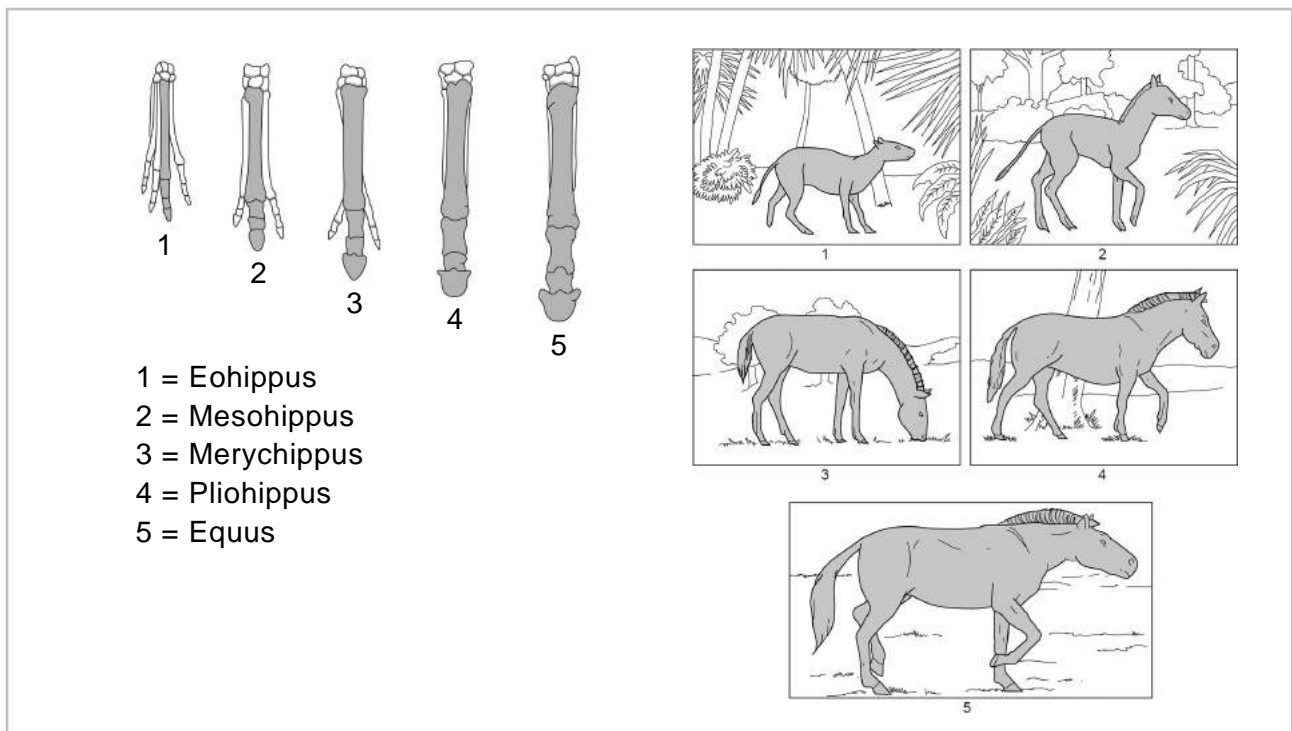 1
2
3
4
5
1 = Eohippus
2 = Mesohippus
3 = Merychippus
4 = Pliohippus
5 = Equus
1
2
3
4
5